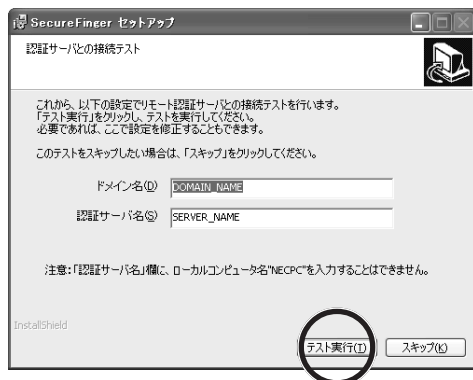 SecureFinger セットアップ
認証サーバとの接続テスト
これから、以下の設定でリモート認証サーバとの接続テストを行います。
「テスト実行」をクリックし、テストを実行してください。
必要であれば、ここで設定を修正することもできます。
このテストをスキップしたい場合は、「スキップ」をクリックしてください。
ドメイン名(D) DOMAIN_NAME
認証サーバ名(S) SERVER_NAME
注意:「認証サーバ名」欄に、ローカルコンピュータ名"NECPC"を入力することはできません。
InstallShield
テスト実行(T) スキップ(K)